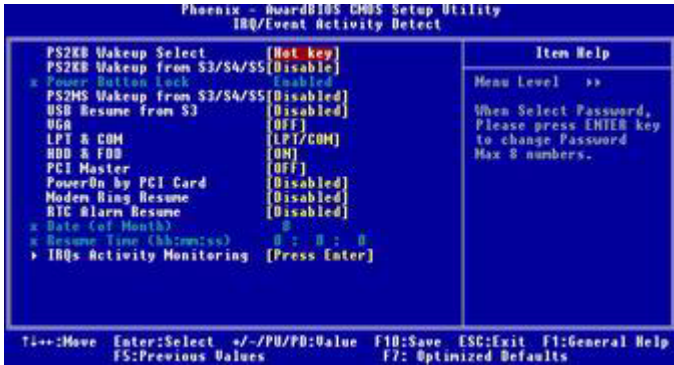 Phoenix - AwardBIOS CMOS Setup Utility
IRQ/Event Activity Detect
PS2KB Wakeup Select [Hot key]
PS2KB Wakeup from S3/S4/S5[Disable]
x Power Button Lock Enabled
PS2MS Wakeup from S3/S4/S5[Disabled]
USB Resume from S3 [Disabled]
VGA [OFF]
LPT & COM [LPT/COM]
HDD & FDD [ON]
PCI Master [OFF]
PowerOn by PCI Card [Disabled]
Modem Ring Resume [Disabled]
RTC Alarm Resume [Disabled]
x Date (of Month) 0
x Resume Time (hh:mm:ss) 0 : 0 : 0
▸ IRQs Activity Monitoring [Press Enter]
Item Help
Menu Level ▸▸
When Select Password,
Please press ENTER key
to change Password
Max 8 numbers.
↑↓→←:Move Enter:Select +/-/PU/PD:Value F10:Save ESC:Exit F1:General Help
F5:Previous Values F7: Optimized Defaults